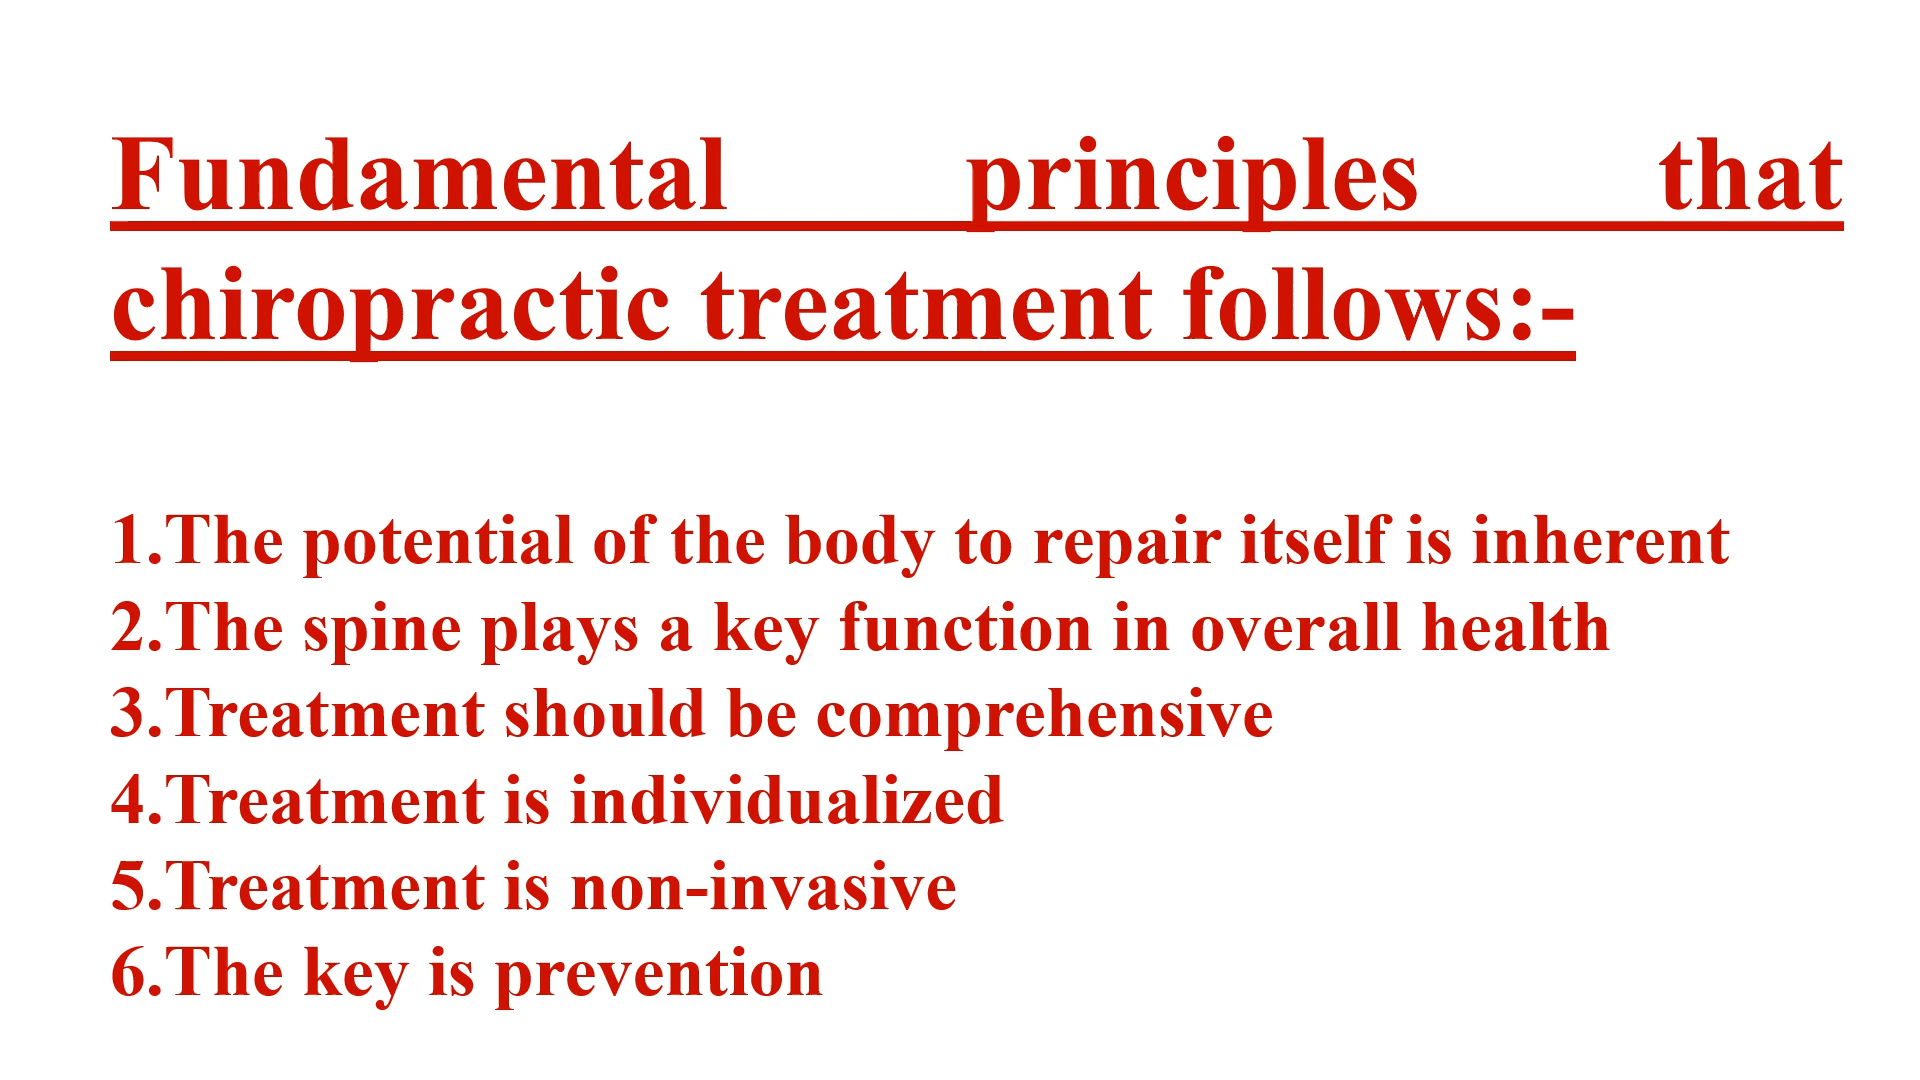 Fundamental principles that
chiropractic treatment follows:-
1.The potential of the body to repair itself is inherent
2.The spine plays a key function in overall health
3.Treatment should be comprehensive
4.Treatment is individualized
5.Treatment is non-invasive
6.The key is prevention